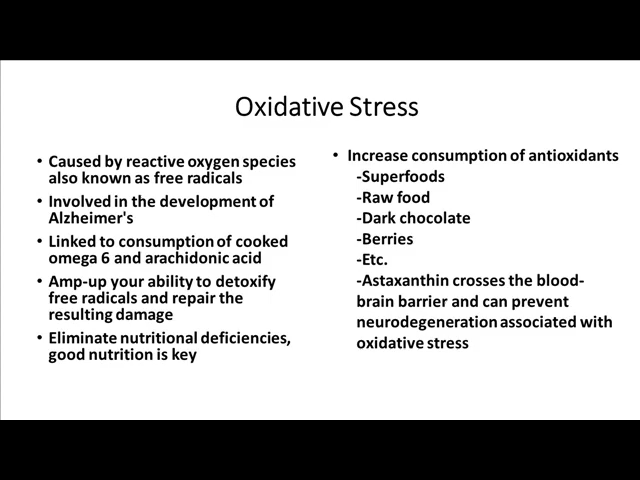 Oxidative Stress
• Caused by reactive oxygen species
also known as free radicals
• Involved in the development of
Alzheimer's
• Linked to consumption of cooked
omega 6 and arachidonic acid
• Amp-up your ability to detoxify
free radicals and repair the
resulting damage
• Eliminate nutritional deficiencies,
good nutrition is key
• Increase consumption of antioxidants
-Superfoods
-Raw food
-Dark chocolate
-Berries
-Etc.
-Astaxanthin crosses the blood-
brain barrier and can prevent
neurodegeneration associated with
oxidative stress